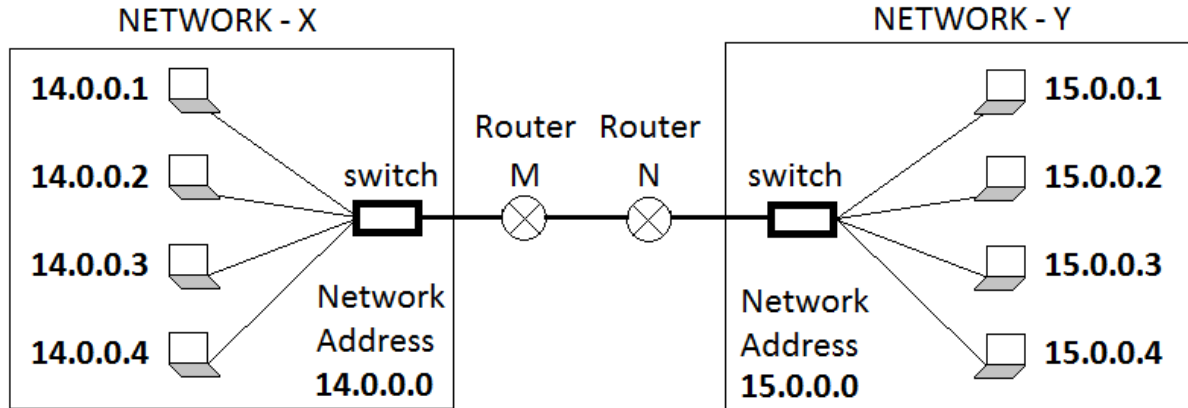 NETWORK - X
14.0.0.1
14.0.0.2
14.0.0.3
14.0.0.4
switch
Network
Address
14.0.0.0
Router
M
Router
N
NETWORK - Y
switch
Network
Address
15.0.0.0
15.0.0.1
15.0.0.2
15.0.0.3
15.0.0.4